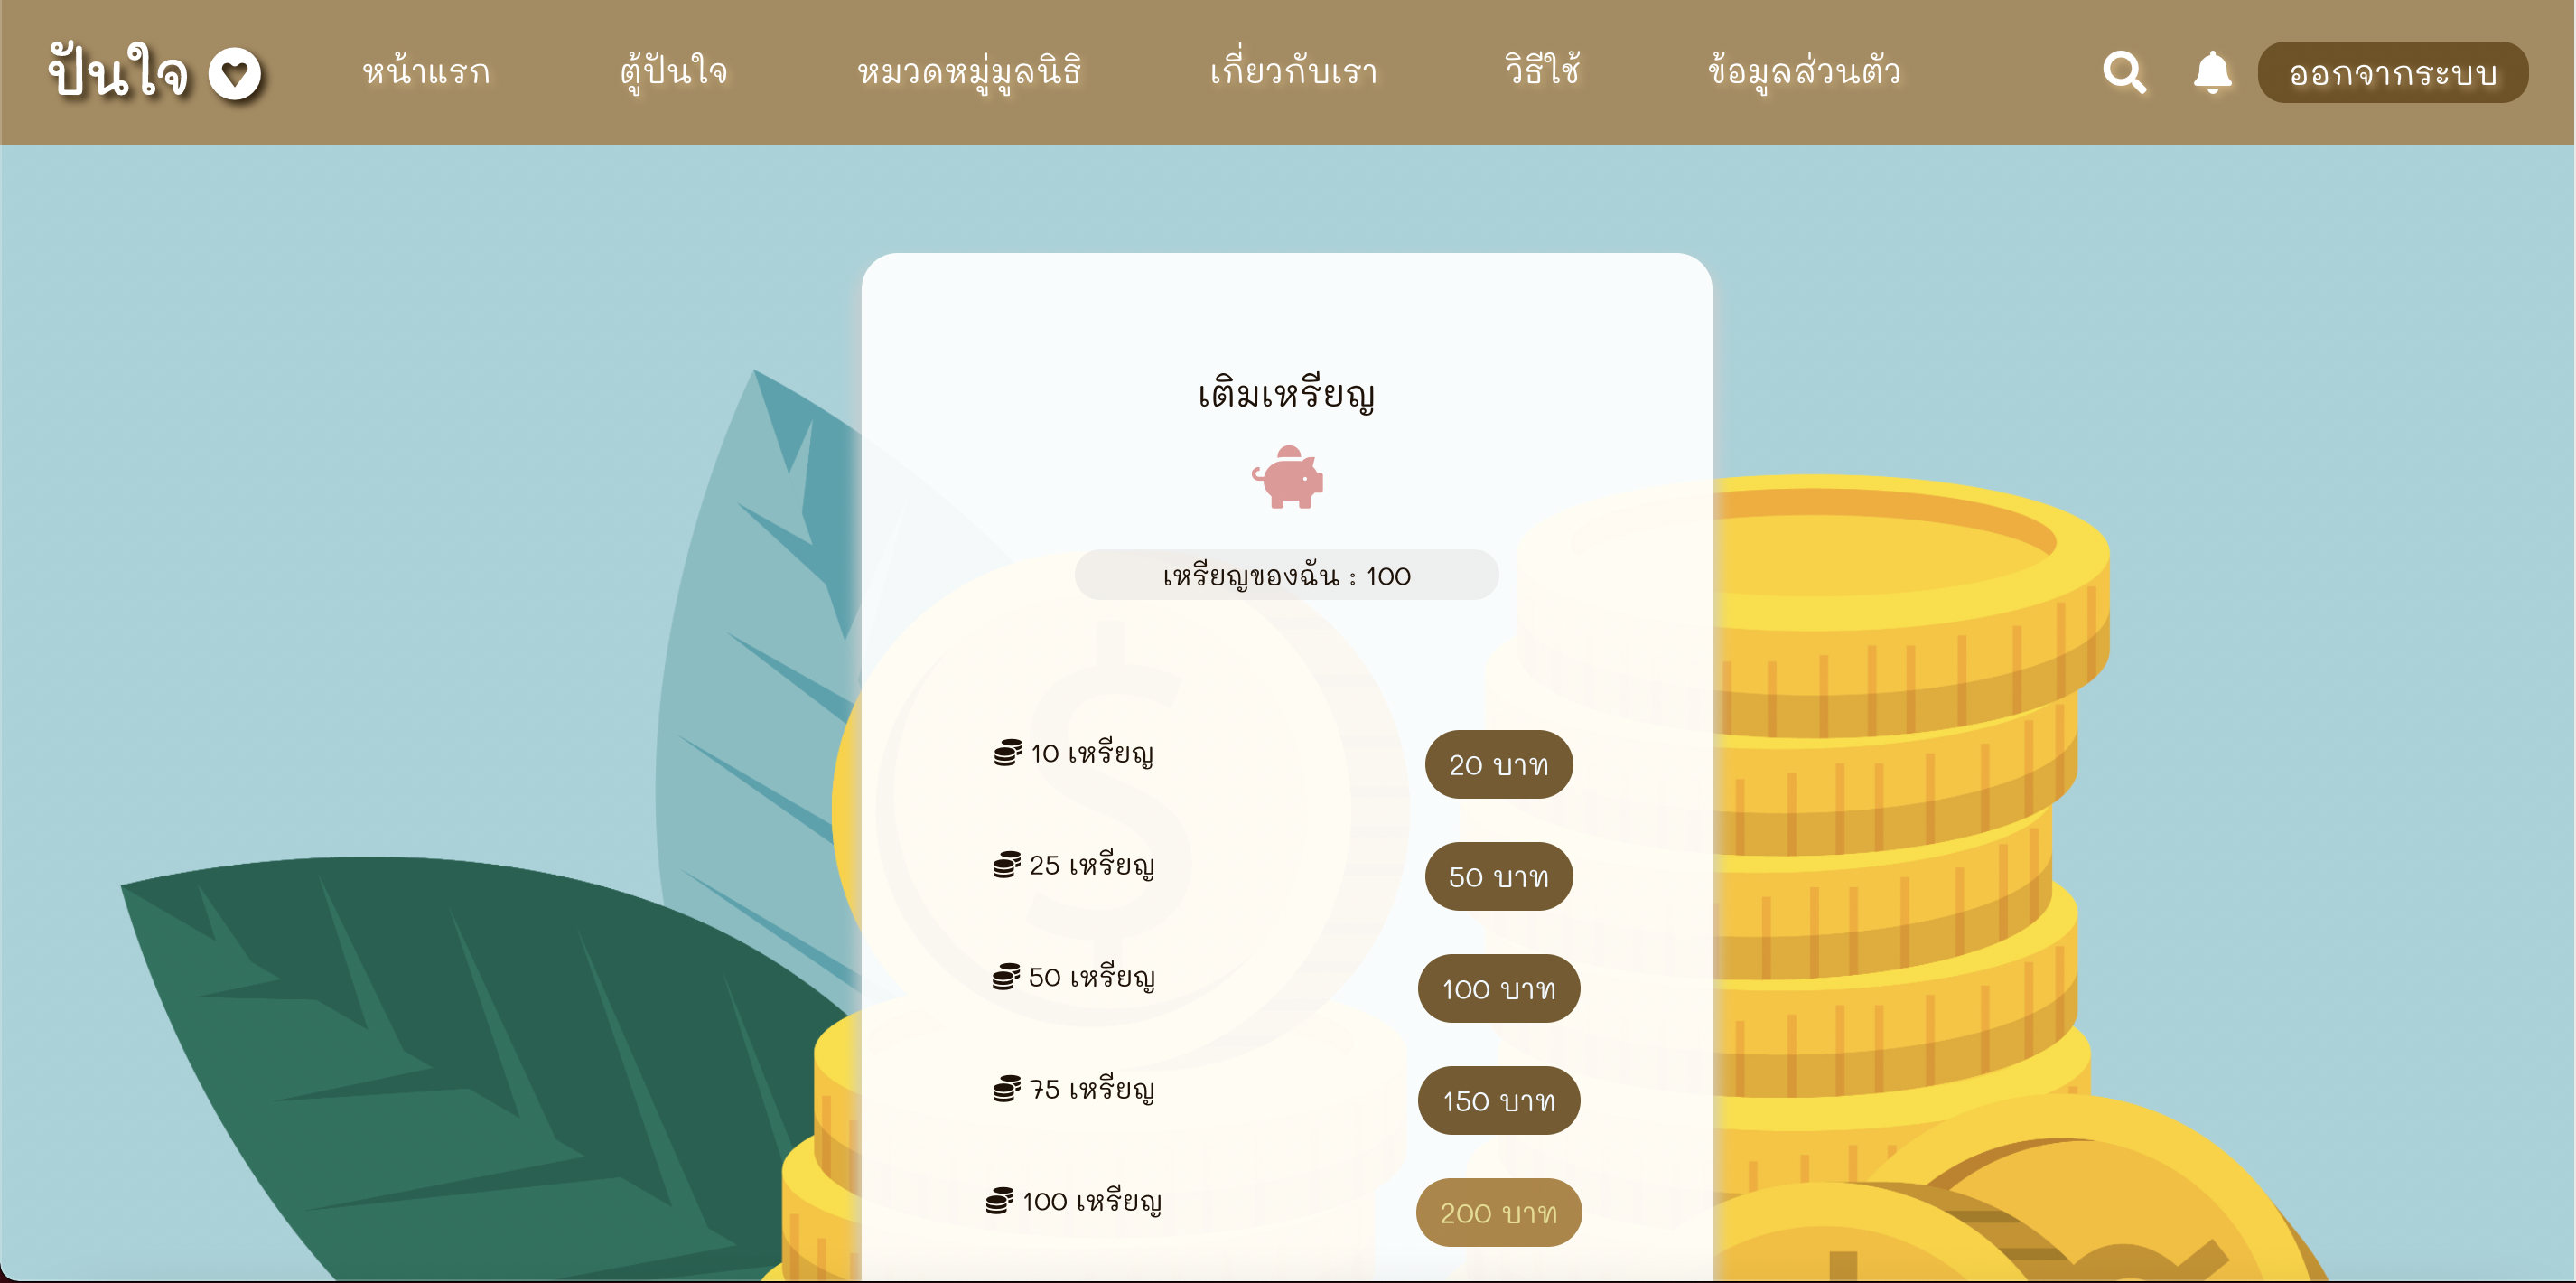 ปันใจ หน้าแรก ตู้ปันใจ หมวดหมู่มูลนิธิ เกี่ยวกับเรา วิธีใช้ ข้อมูลส่วนตัว ออกจากระบบ
เติมเหรียญ
เหรียญของฉัน : 100
10 เหรียญ 20 บาท
25 เหรียญ 50 บาท
50 เหรียญ 100 บาท
75 เหรียญ 150 บาท
100 เหรียญ 200 บาท